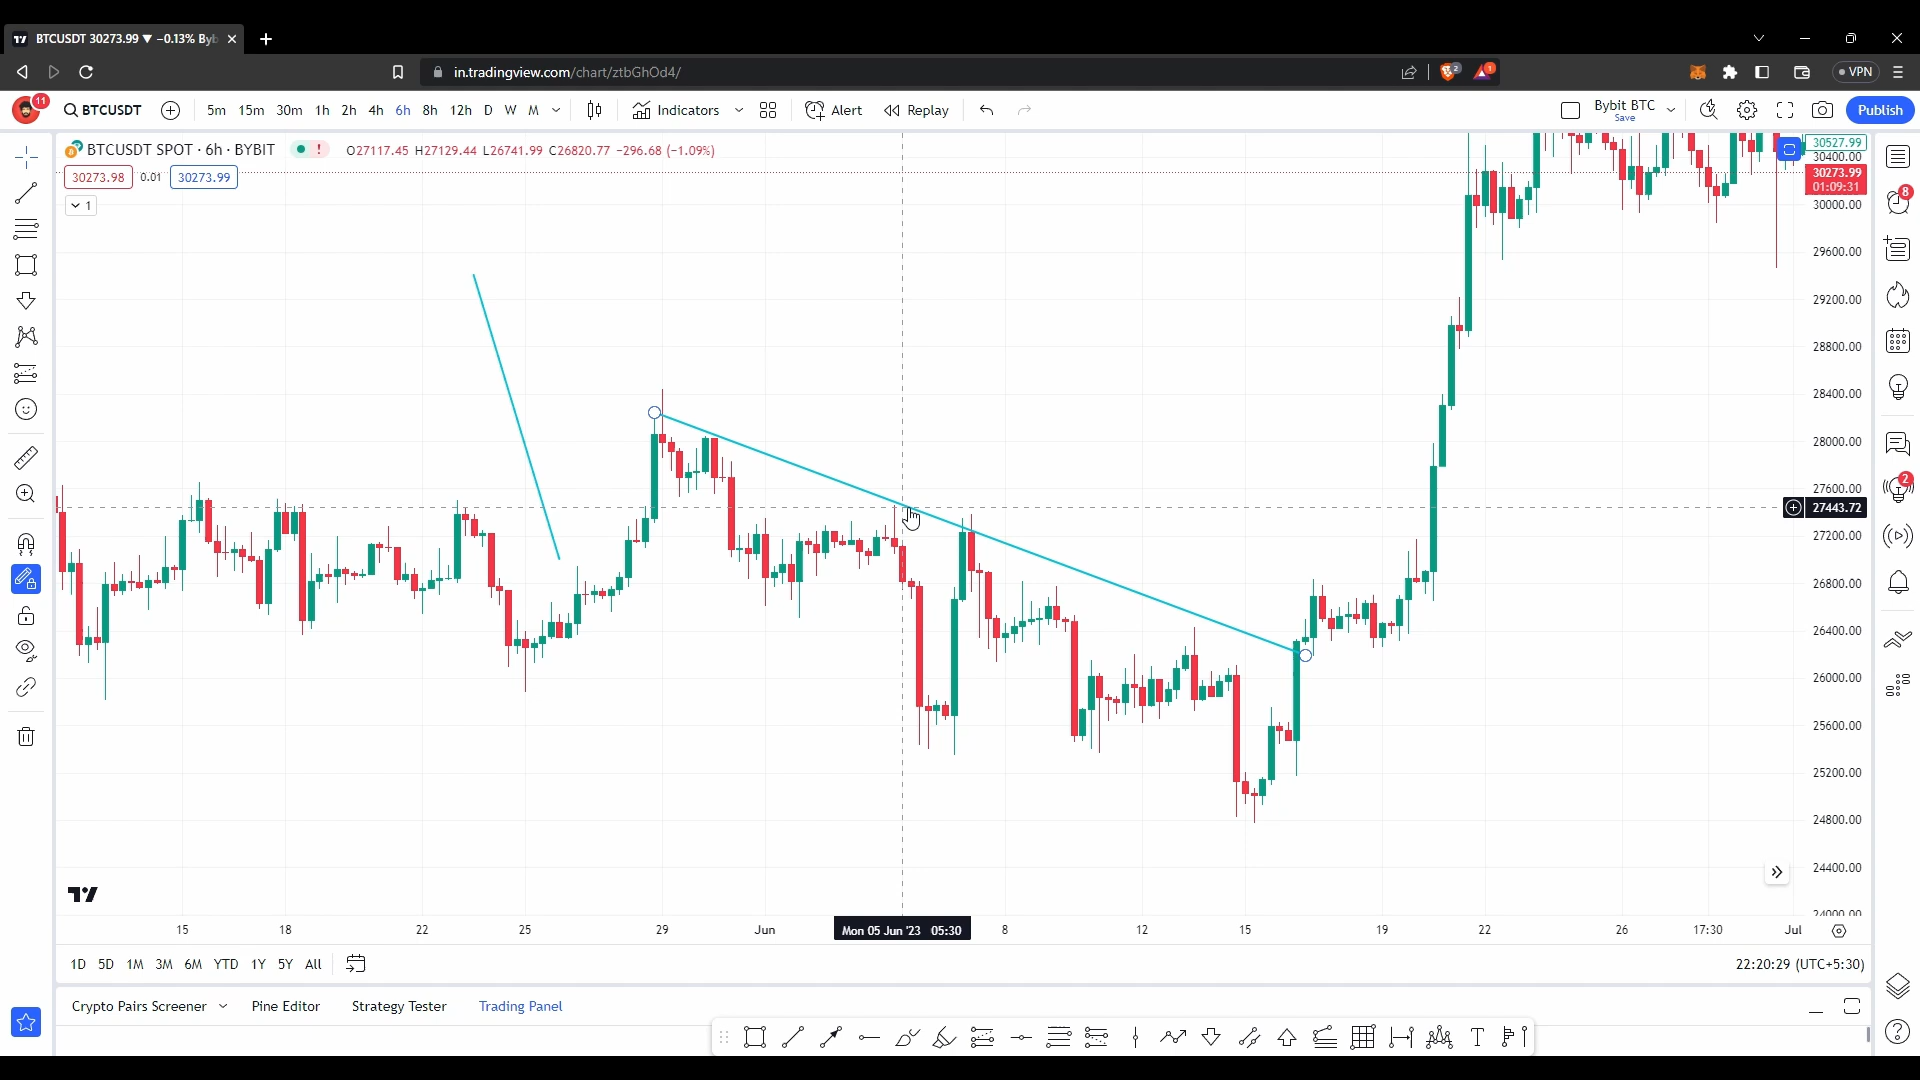 BTCUSDT 30273.99 ▼ −0.13% Byb
in.tradingview.com/chart/ztbGhOd4/
2
1
VPN
11
BTCUSDT
5m 15m 30m 1h 2h 4h 6h 8h 12h D W M
Indicators
Alert
Replay
Bybit BTC
Save
Publish
BTCUSDT SPOT · 6h · BYBIT
! O27117.45 H27129.44 L26741.99 C26820.77 −296.68 (−1.09%)
30273.98 0.01 30273.99
1
30527.99
30400.00
30273.99
01:09:31
30000.00
29600.00
29200.00
28800.00
28400.00
28000.00
27600.00
27443.72
27200.00
26800.00
26400.00
26000.00
25600.00
25200.00
24800.00
24400.00
24000.00
8
2
15 18 22 25 29 Jun Mon 05 Jun '23 05:30 8 12 15 19 22 26 17:30 Jul
1D 5D 1M 3M 6M YTD 1Y 5Y All
22:20:29 (UTC+5:30)
Crypto Pairs Screener Pine Editor Strategy Tester Trading Panel
T